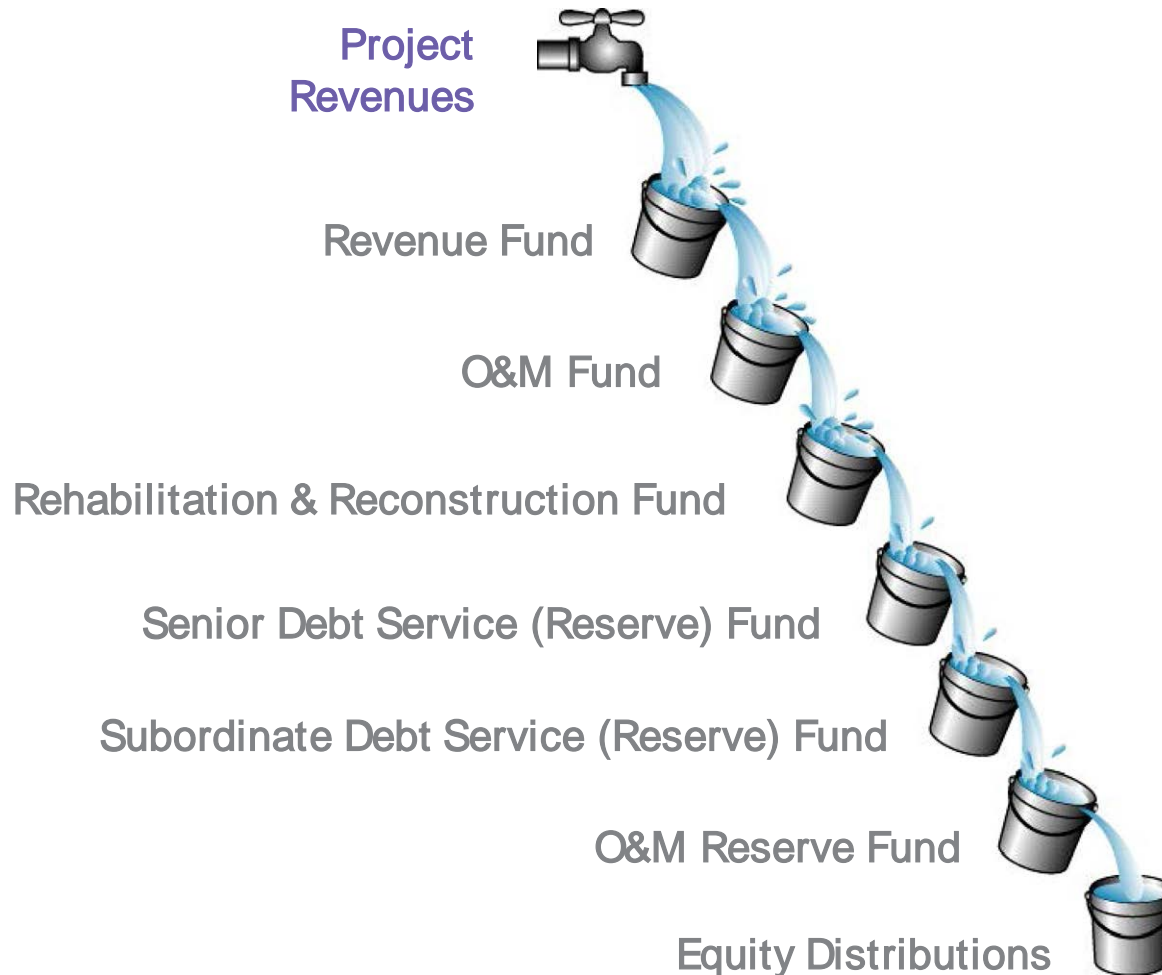 Project
Revenues
Revenue Fund
O&M Fund
Rehabilitation & Reconstruction Fund
Senior Debt Service (Reserve) Fund
Subordinate Debt Service (Reserve) Fund
O&M Reserve Fund
Equity Distributions